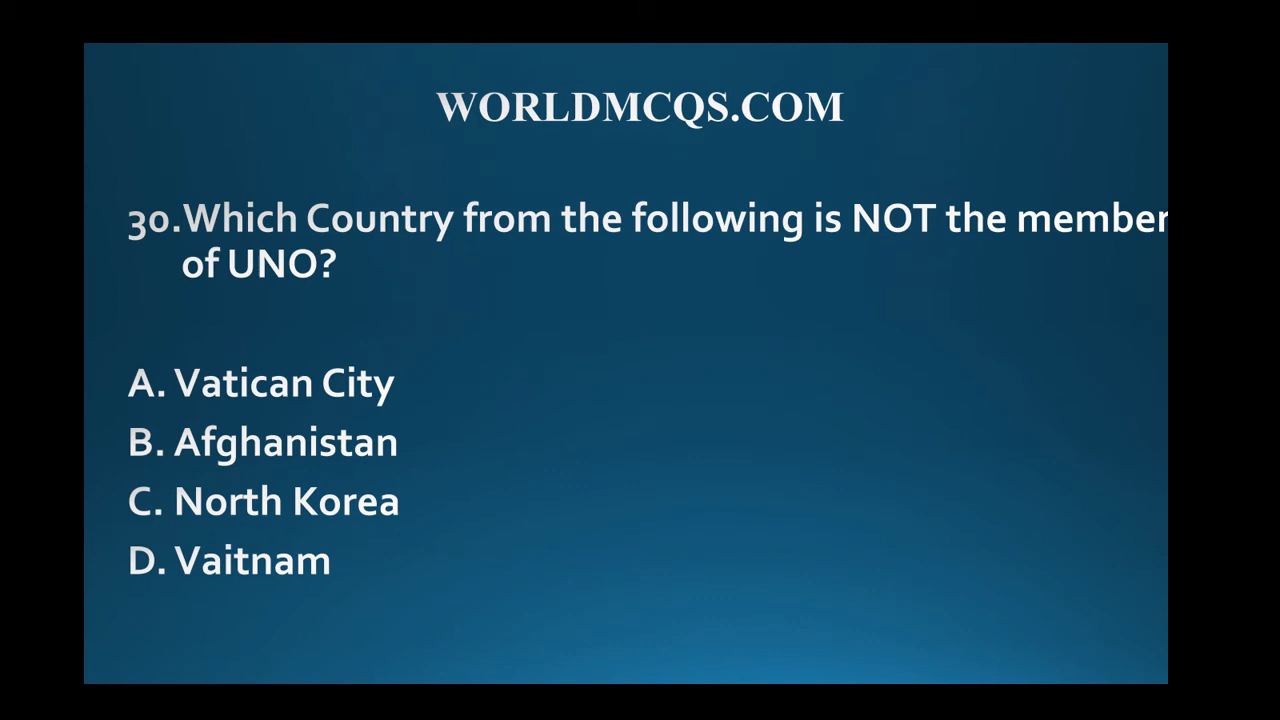 WORLDMCQS.COM
30.Which Country from the following is NOT the member
of UNO?
A. Vatican City
B. Afghanistan
C. North Korea
D. Vaitnam